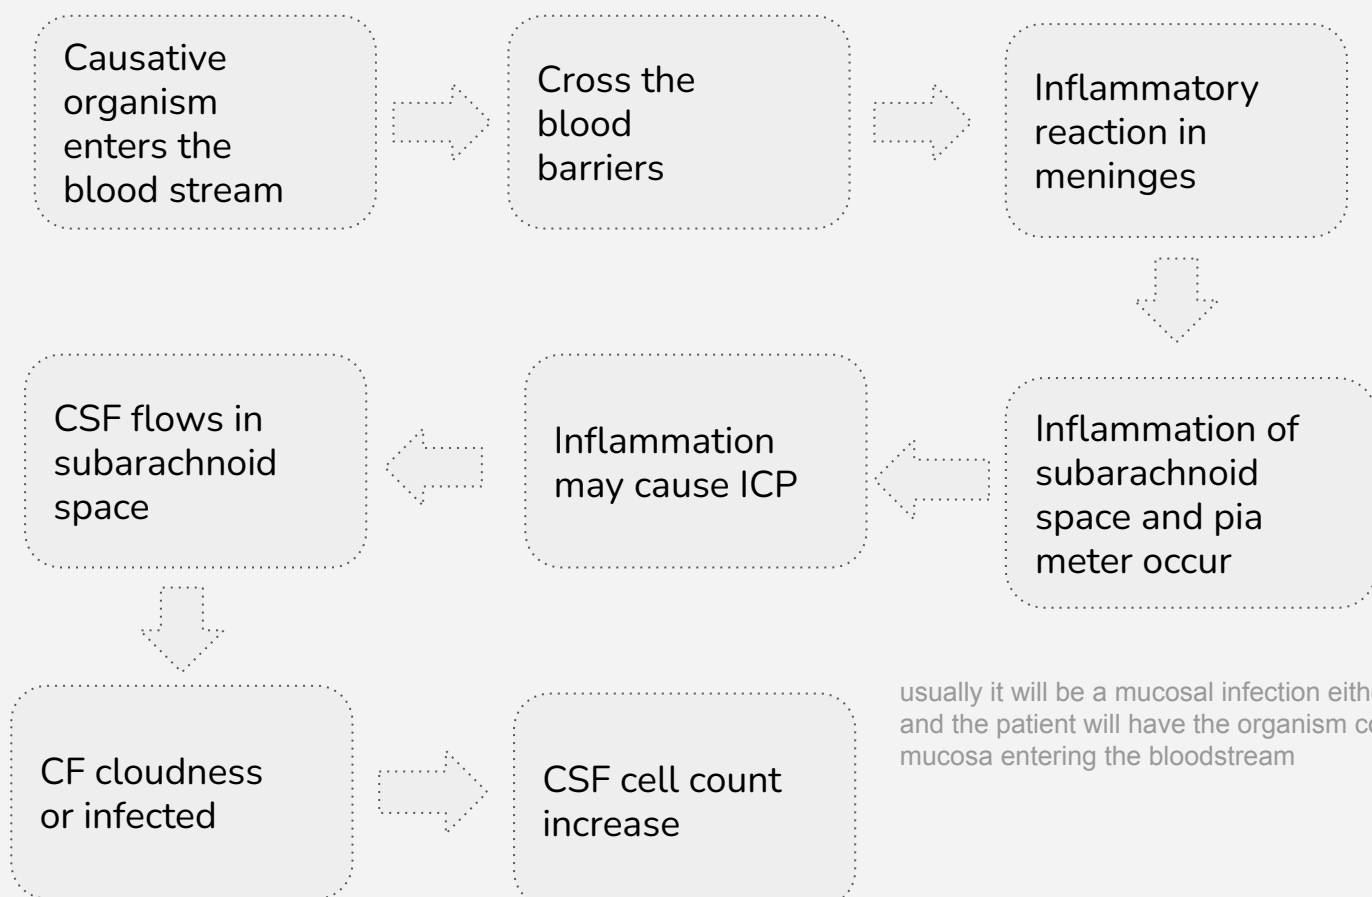 Causative
organism
enters the
blood stream
Cross the
blood
barriers
Inflammatory
reaction in
meninges
Inflammation of
subarachnoid
space and pia
meter occur
Inflammation
may cause ICP
CSF flows in
subarachnoid
space
CF cloudness
or infected
CSF cell count
increase
usually it will be a mucosal infection
and the patient will have the organism
mucosa entering the bloodstream